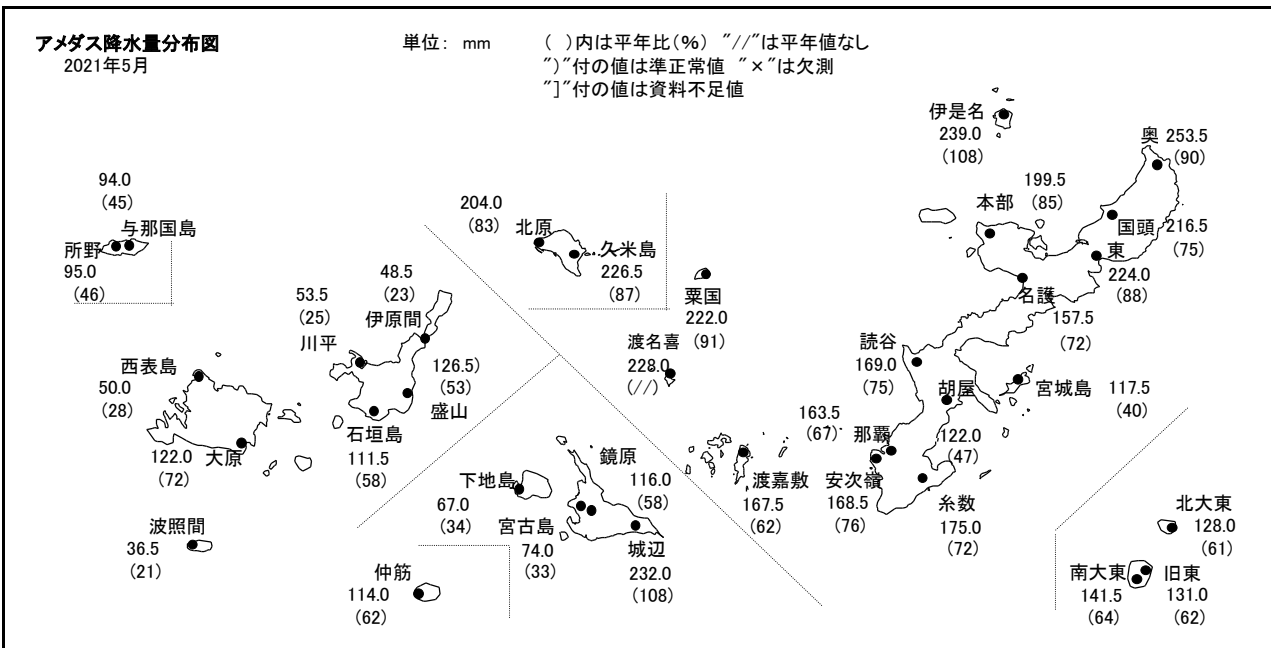 アメダス降水量分布図
2021年5月
単位： mm
（ ）内は平年比（%） ”//”は平年値なし
”）”付の値は準正常値 ”×”は欠測
”］”付の値は資料不足値
伊是名
239.0
(108)
奥 253.5
(90)
199.5
(85)
本部
国頭 216.5
(75)
東
224.0
(88)
名護
157.5
(72)
94.0
(45)
与那国島
所野
95.0
(46)
204.0
(83)
北原
久米島
226.5
(87)
粟国
222.0
(91)
渡名喜
228.0
(//)
48.5
(23)
伊原間
53.5
(25)
川平
126.5)
(53)
盛山
石垣島
111.5
(58)
西表島
50.0
(28)
122.0
(72)
大原
波照間
36.5
(21)
読谷
169.0
(75)
胡屋
122.0
(47)
宮城島
117.5
(40)
163.5
(67)
那覇
安次嶺
168.5
(76)
糸数
175.0
(72)
渡嘉敷
167.5
(62)
下地島
67.0
(34)
鏡原
116.0
(58)
宮古島
74.0
(33)
城辺
232.0
(108)
仲筋
114.0
(62)
北大東
128.0
(61)
南大東
141.5
(64)
旧東
131.0
(62)